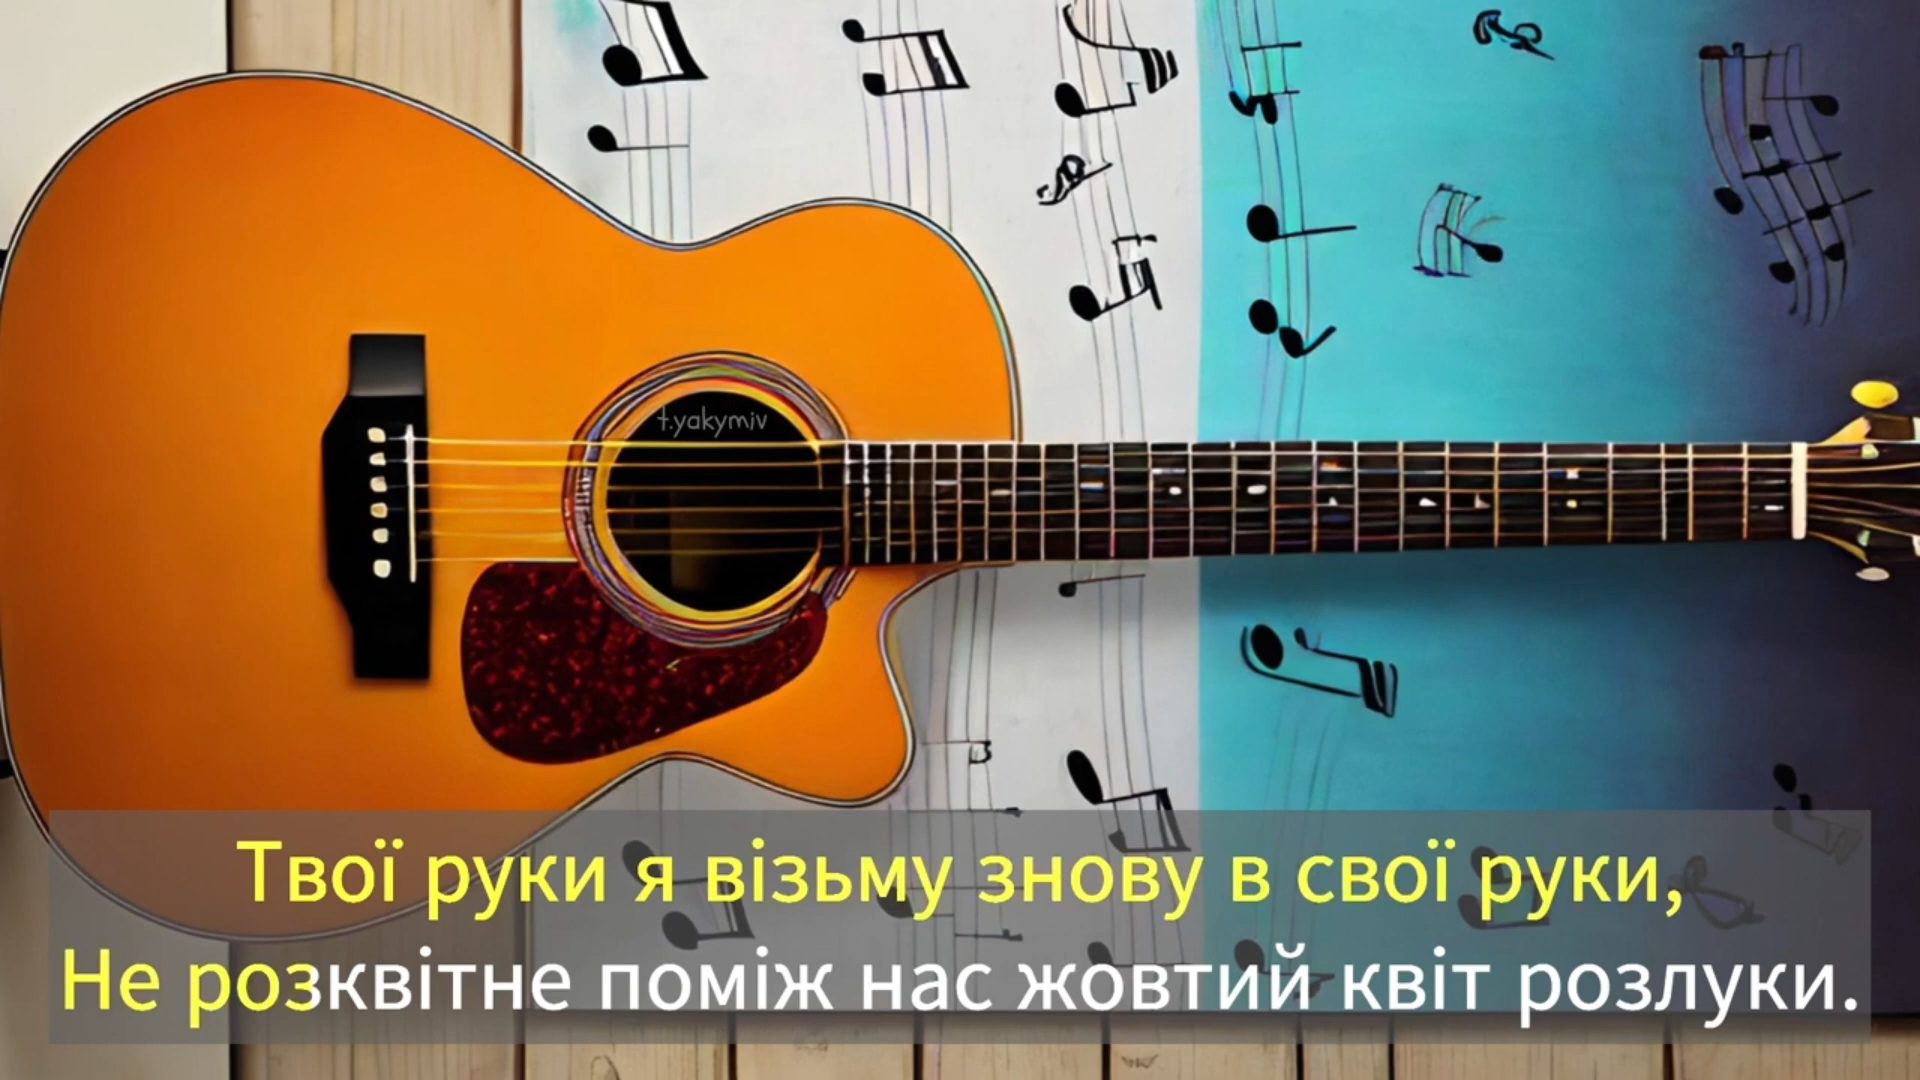 t.yakymiv
Твої руки я візьму знову в свої руки,
Не розквітне поміж нас жовтий квіт розлуки.